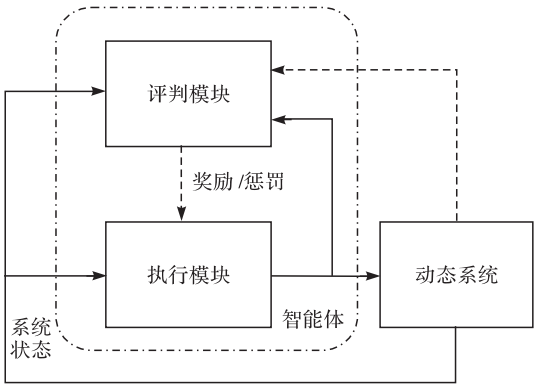 评判模块
奖励/惩罚
执行模块
动态系统
智能体
系统
状态